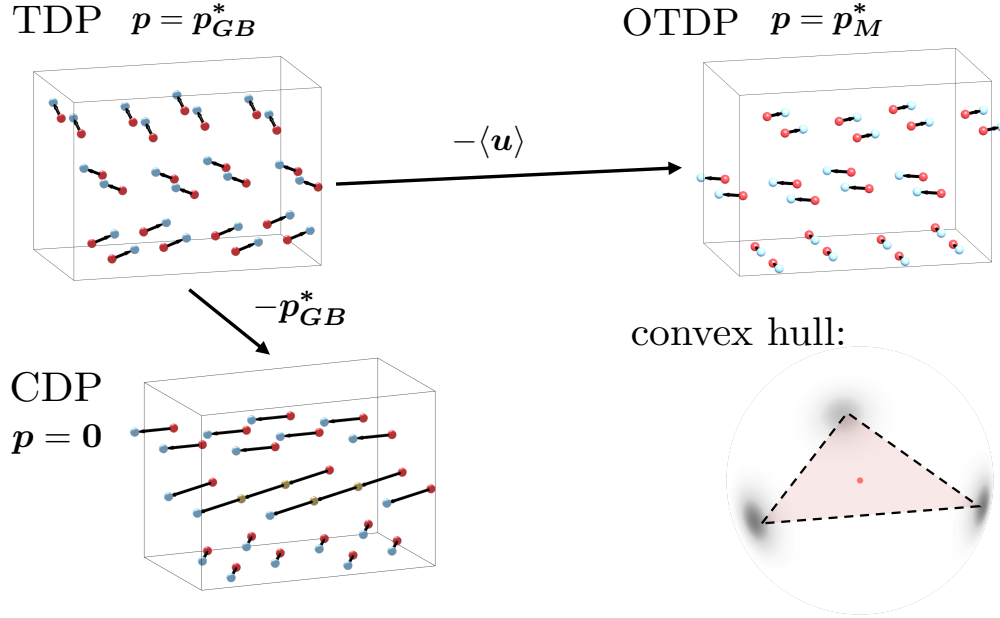 TDP p = p*_GB
OTDP p = p*_M
−⟨u⟩
−p*_GB
convex hull:
CDP
p = 0